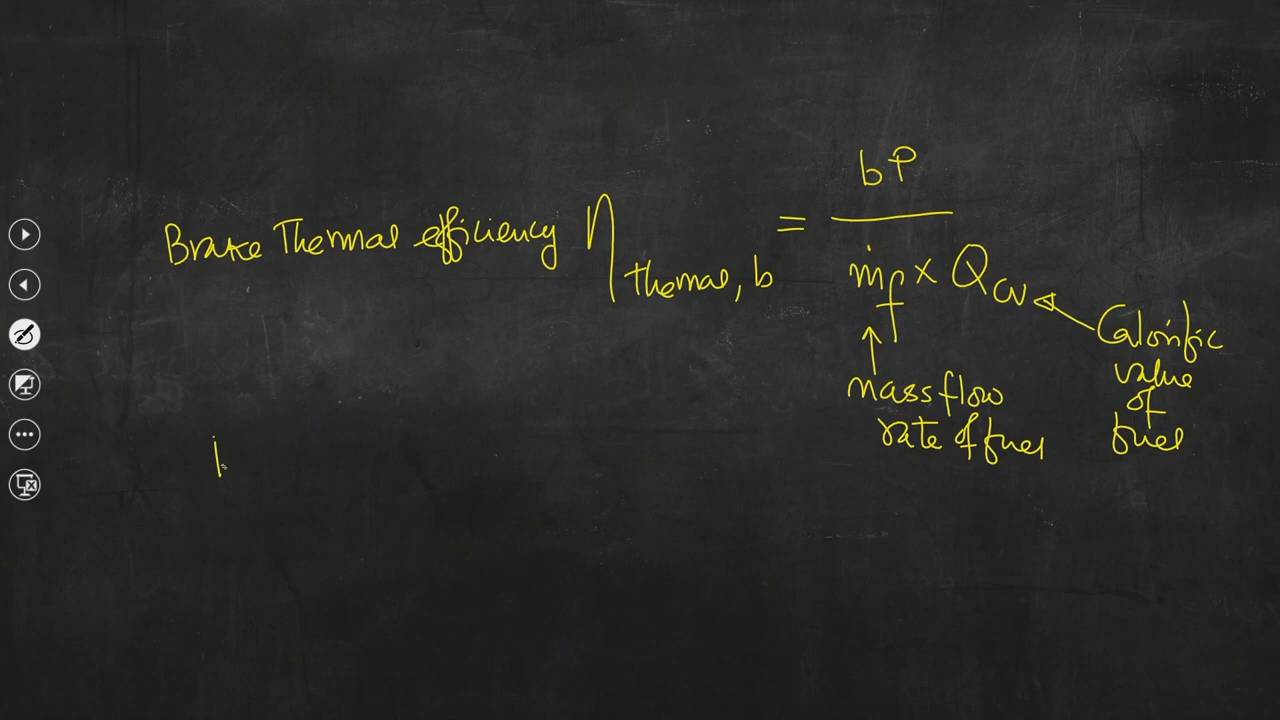 Brake Thermal efficiency η thermal, b = bP / ṁf × QCV
mass flow
rate of fuel
Calorific
value
of
fuel